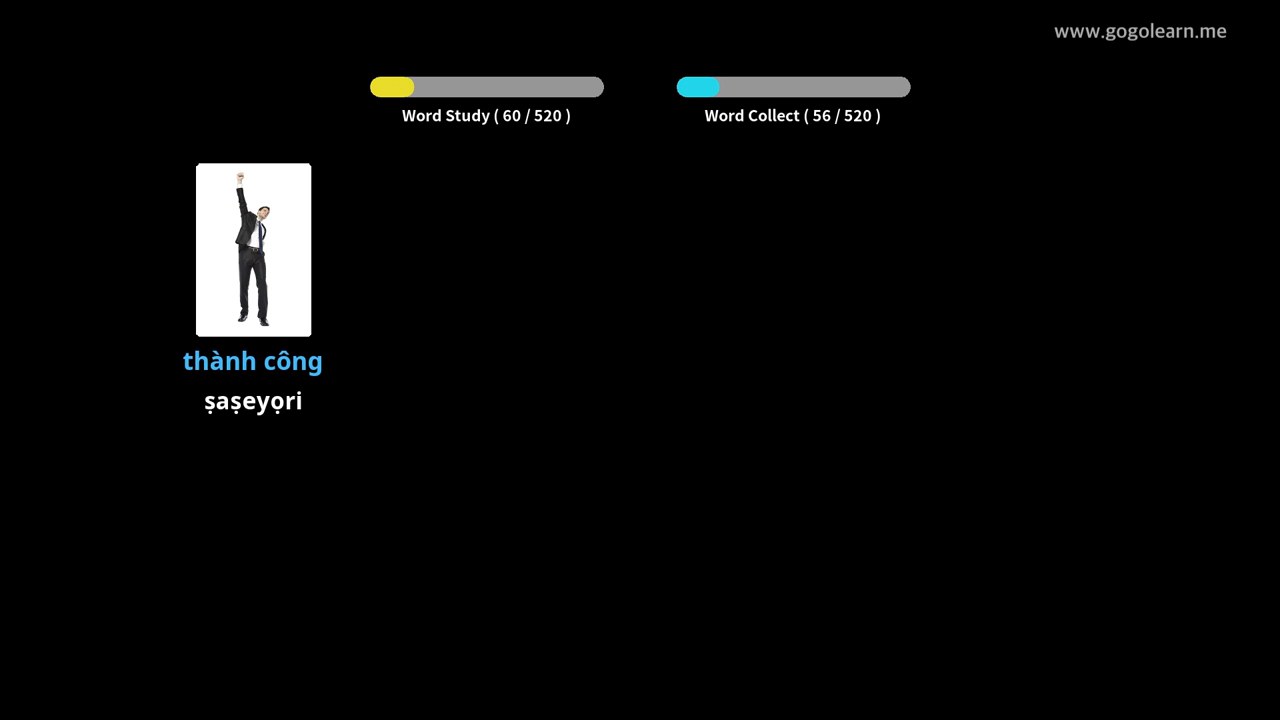 www.gogolearn.me
Word Study ( 60 / 520 )
Word Collect ( 56 / 520 )
thành công
ṣaṣeyọri